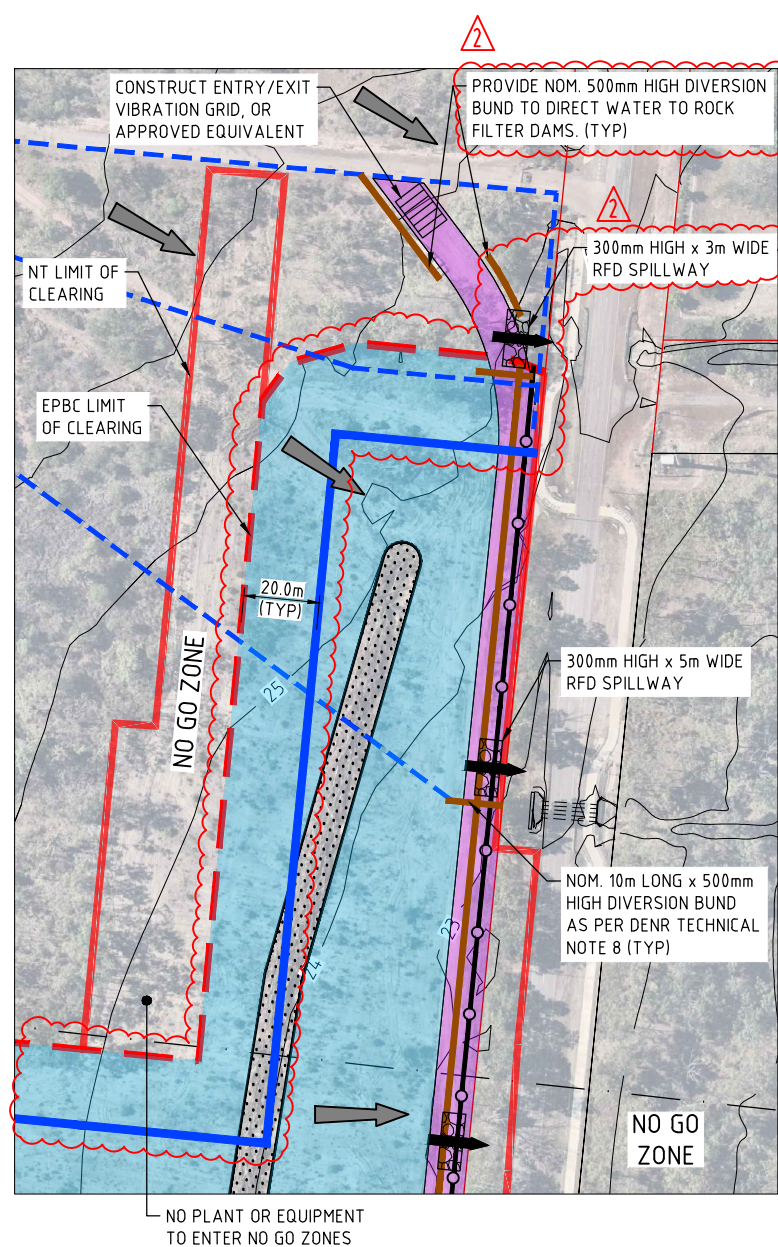 2
CONSTRUCT ENTRY/EXIT
VIBRATION GRID, OR
APPROVED EQUIVALENT
PROVIDE NOM. 500mm HIGH DIVERSION
BUND TO DIRECT WATER TO ROCK
FILTER DAMS. (TYP)
2
300mm HIGH x 3m WIDE
RFD SPILLWAY
NT LIMIT OF
CLEARING
EPBC LIMIT
OF CLEARING
20.0m
(TYP)
NO GO ZONE
25
300mm HIGH x 5m WIDE
RFD SPILLWAY
NOM. 10m LONG x 500mm
HIGH DIVERSION BUND
AS PER DENR TECHNICAL
NOTE 8 (TYP)
23
24
NO GO
ZONE
NO PLANT OR EQUIPMENT
TO ENTER NO GO ZONES